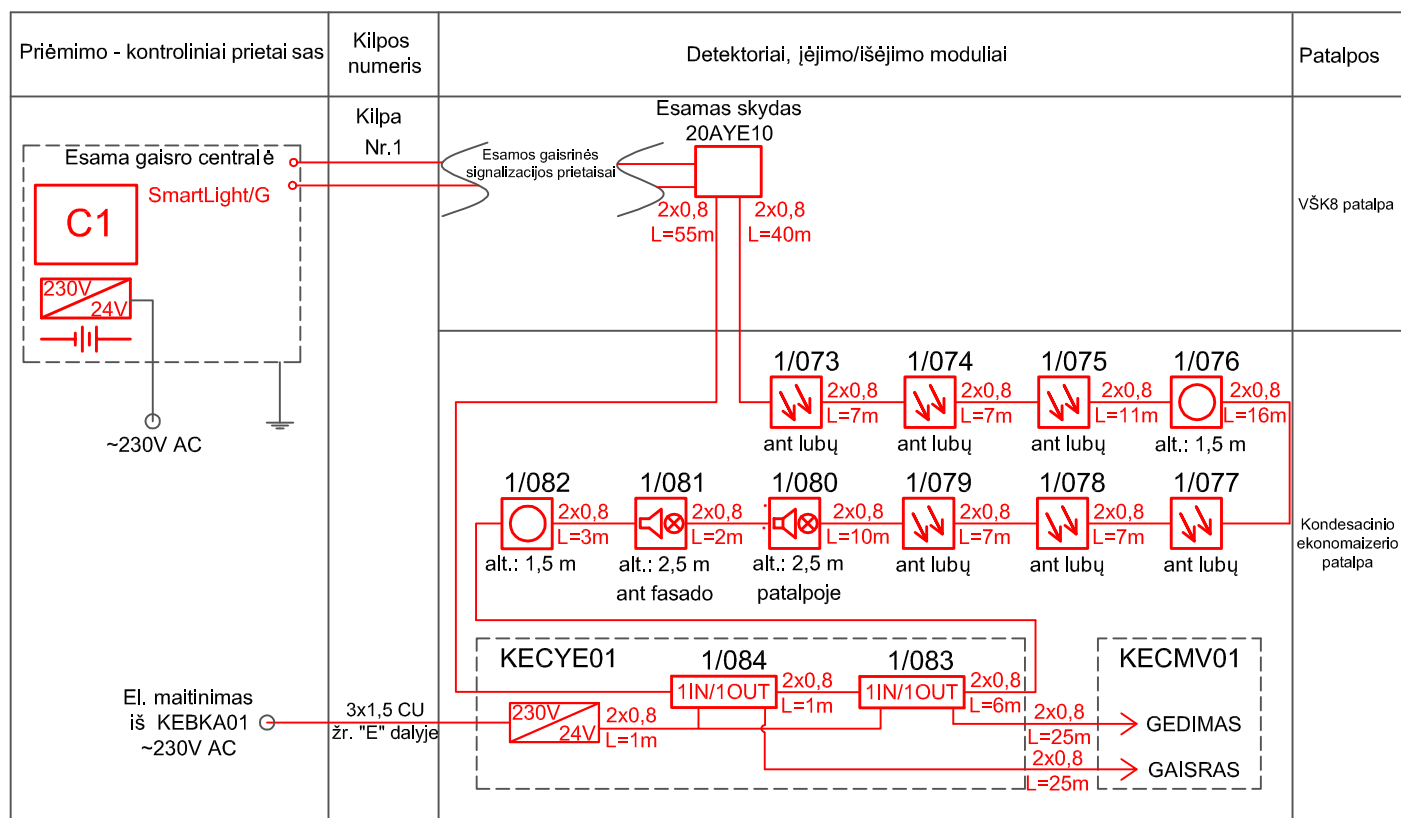 Priėmimo - kontroliniai prietai sas
Kilpos
numeris
Detektoriai, įėjimo/išėjimo moduliai
Patalpos
Esama gaisro centralė
SmartLight/G
C1
230V
24V
~230V AC
Kilpa
Nr.1
Esamos gaisrinės
signalizacijos prietaisai
Esamas skydas
20AYE10
2x0,8
L=55m
2x0,8
L=40m
VŠK8 patalpa
1/073
2x0,8
L=7m
ant lubų
1/074
2x0,8
L=7m
ant lubų
1/075
2x0,8
L=11m
ant lubų
1/076
2x0,8
L=16m
alt.: 1,5 m
1/082
2x0,8
L=3m
alt.: 1,5 m
1/081
2x0,8
L=2m
alt.: 2,5 m
ant fasado
1/080
2x0,8
L=10m
alt.: 2,5 m
patalpoje
1/079
2x0,8
L=7m
ant lubų
1/078
2x0,8
L=7m
ant lubų
1/077
ant lubų
Kondesacinio
ekonomaizerio
patalpa
El. maitinimas
iš KEBKA01
~230V AC
3x1,5 CU
žr. "E" dalyje
KECYE01
230V
24V
2x0,8
L=1m
1/084
1IN/1OUT
2x0,8
L=1m
1/083
1IN/1OUT
2x0,8
L=6m
2x0,8
L=25m
2x0,8
L=25m
KECMV01
GEDIMAS
GAISRAS